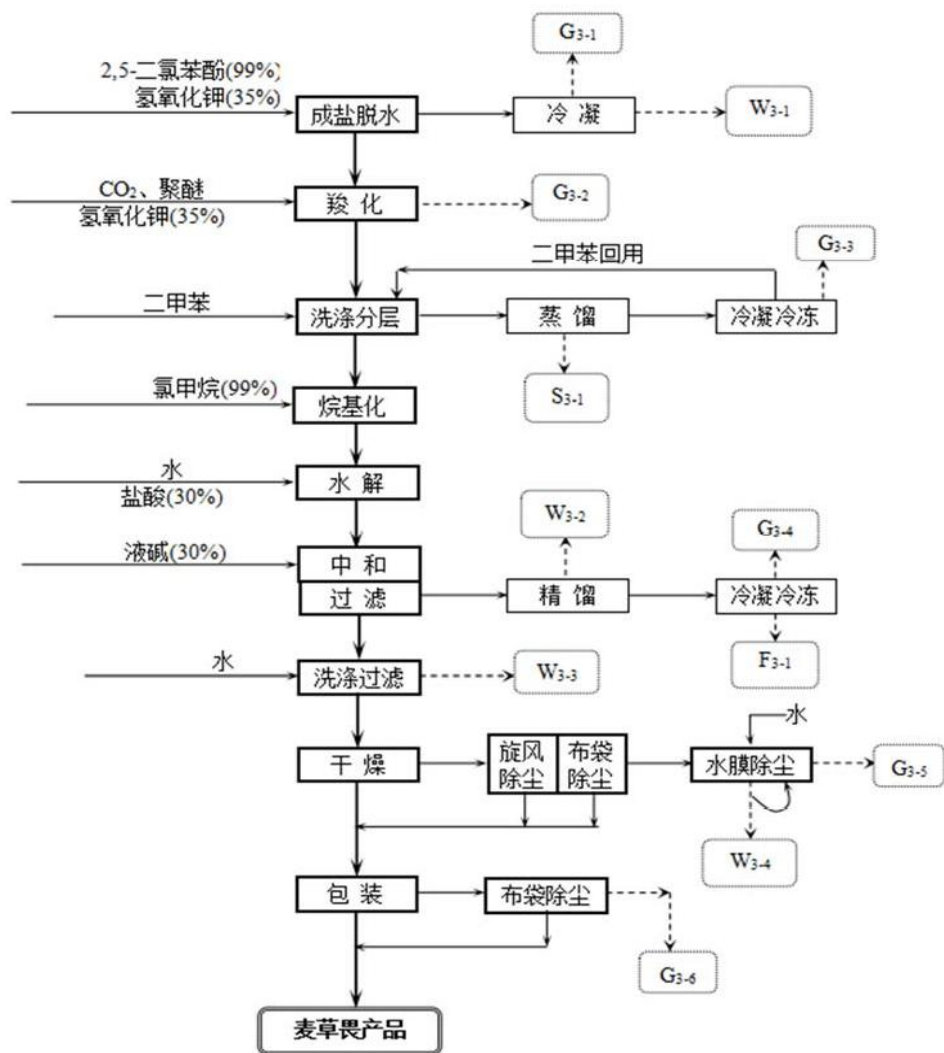 G3-1
2,5-二氯苯酚(99%)
氢氧化钾(35%)
成盐脱水
冷 凝
W3-1
CO₂、聚醚
氢氧化钾(35%)
羧 化
G3-2
二甲苯回用
G3-3
二甲苯
洗涤分层
蒸 馏
冷凝冷冻
氯甲烷(99%)
烷基化
S3-1
水
盐酸(30%)
水 解
W3-2
G3-4
液碱(30%)
中 和
过 滤
精 馏
冷凝冷冻
水
洗涤过滤
W3-3
F3-1
水
干 燥
旋风
除尘
布袋
除尘
水膜除尘
G3-5
W3-4
包 装
布袋除尘
G3-6
麦草畏产品